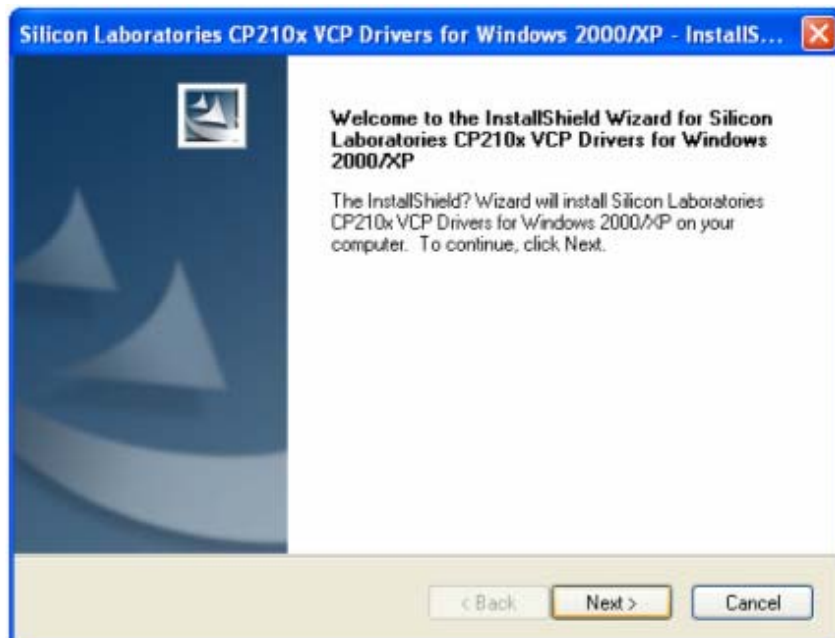 Silicon Laboratories CP210x VCP Drivers for Windows 2000/XP - InstallS...
Welcome to the InstallShield Wizard for Silicon
Laboratories CP210x VCP Drivers for Windows
2000/XP
The InstallShield? Wizard will install Silicon Laboratories
CP210x VCP Drivers for Windows 2000/XP on your
computer. To continue, click Next.
< Back Next > Cancel